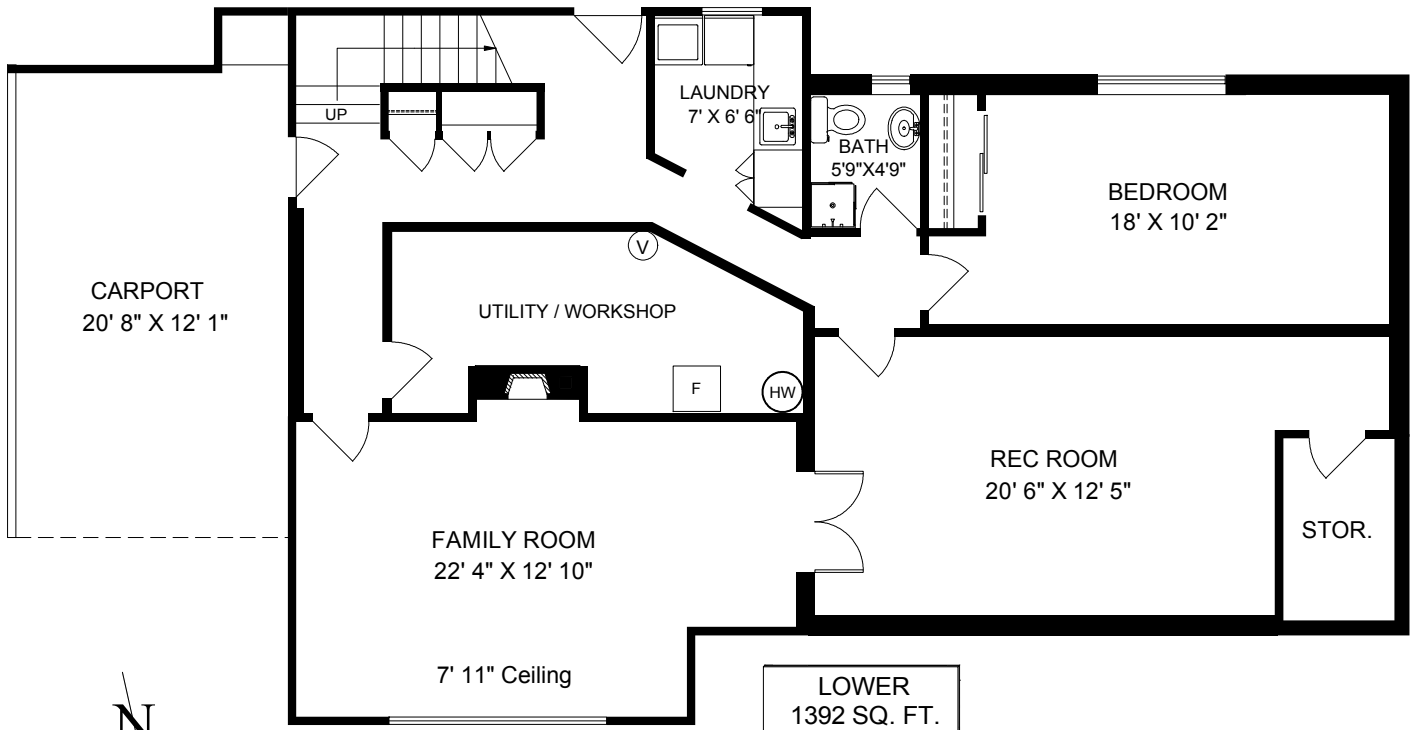 UP
LAUNDRY
7' X 6' 6"
BATH
5'9"X4'9"
BEDROOM
18' X 10' 2"
CARPORT
20' 8" X 12' 1"
V
UTILITY / WORKSHOP
F
HW
REC ROOM
20' 6" X 12' 5"
STOR.
FAMILY ROOM
22' 4" X 12' 10"
7' 11" Ceiling
LOWER
1392 SQ. FT.
N